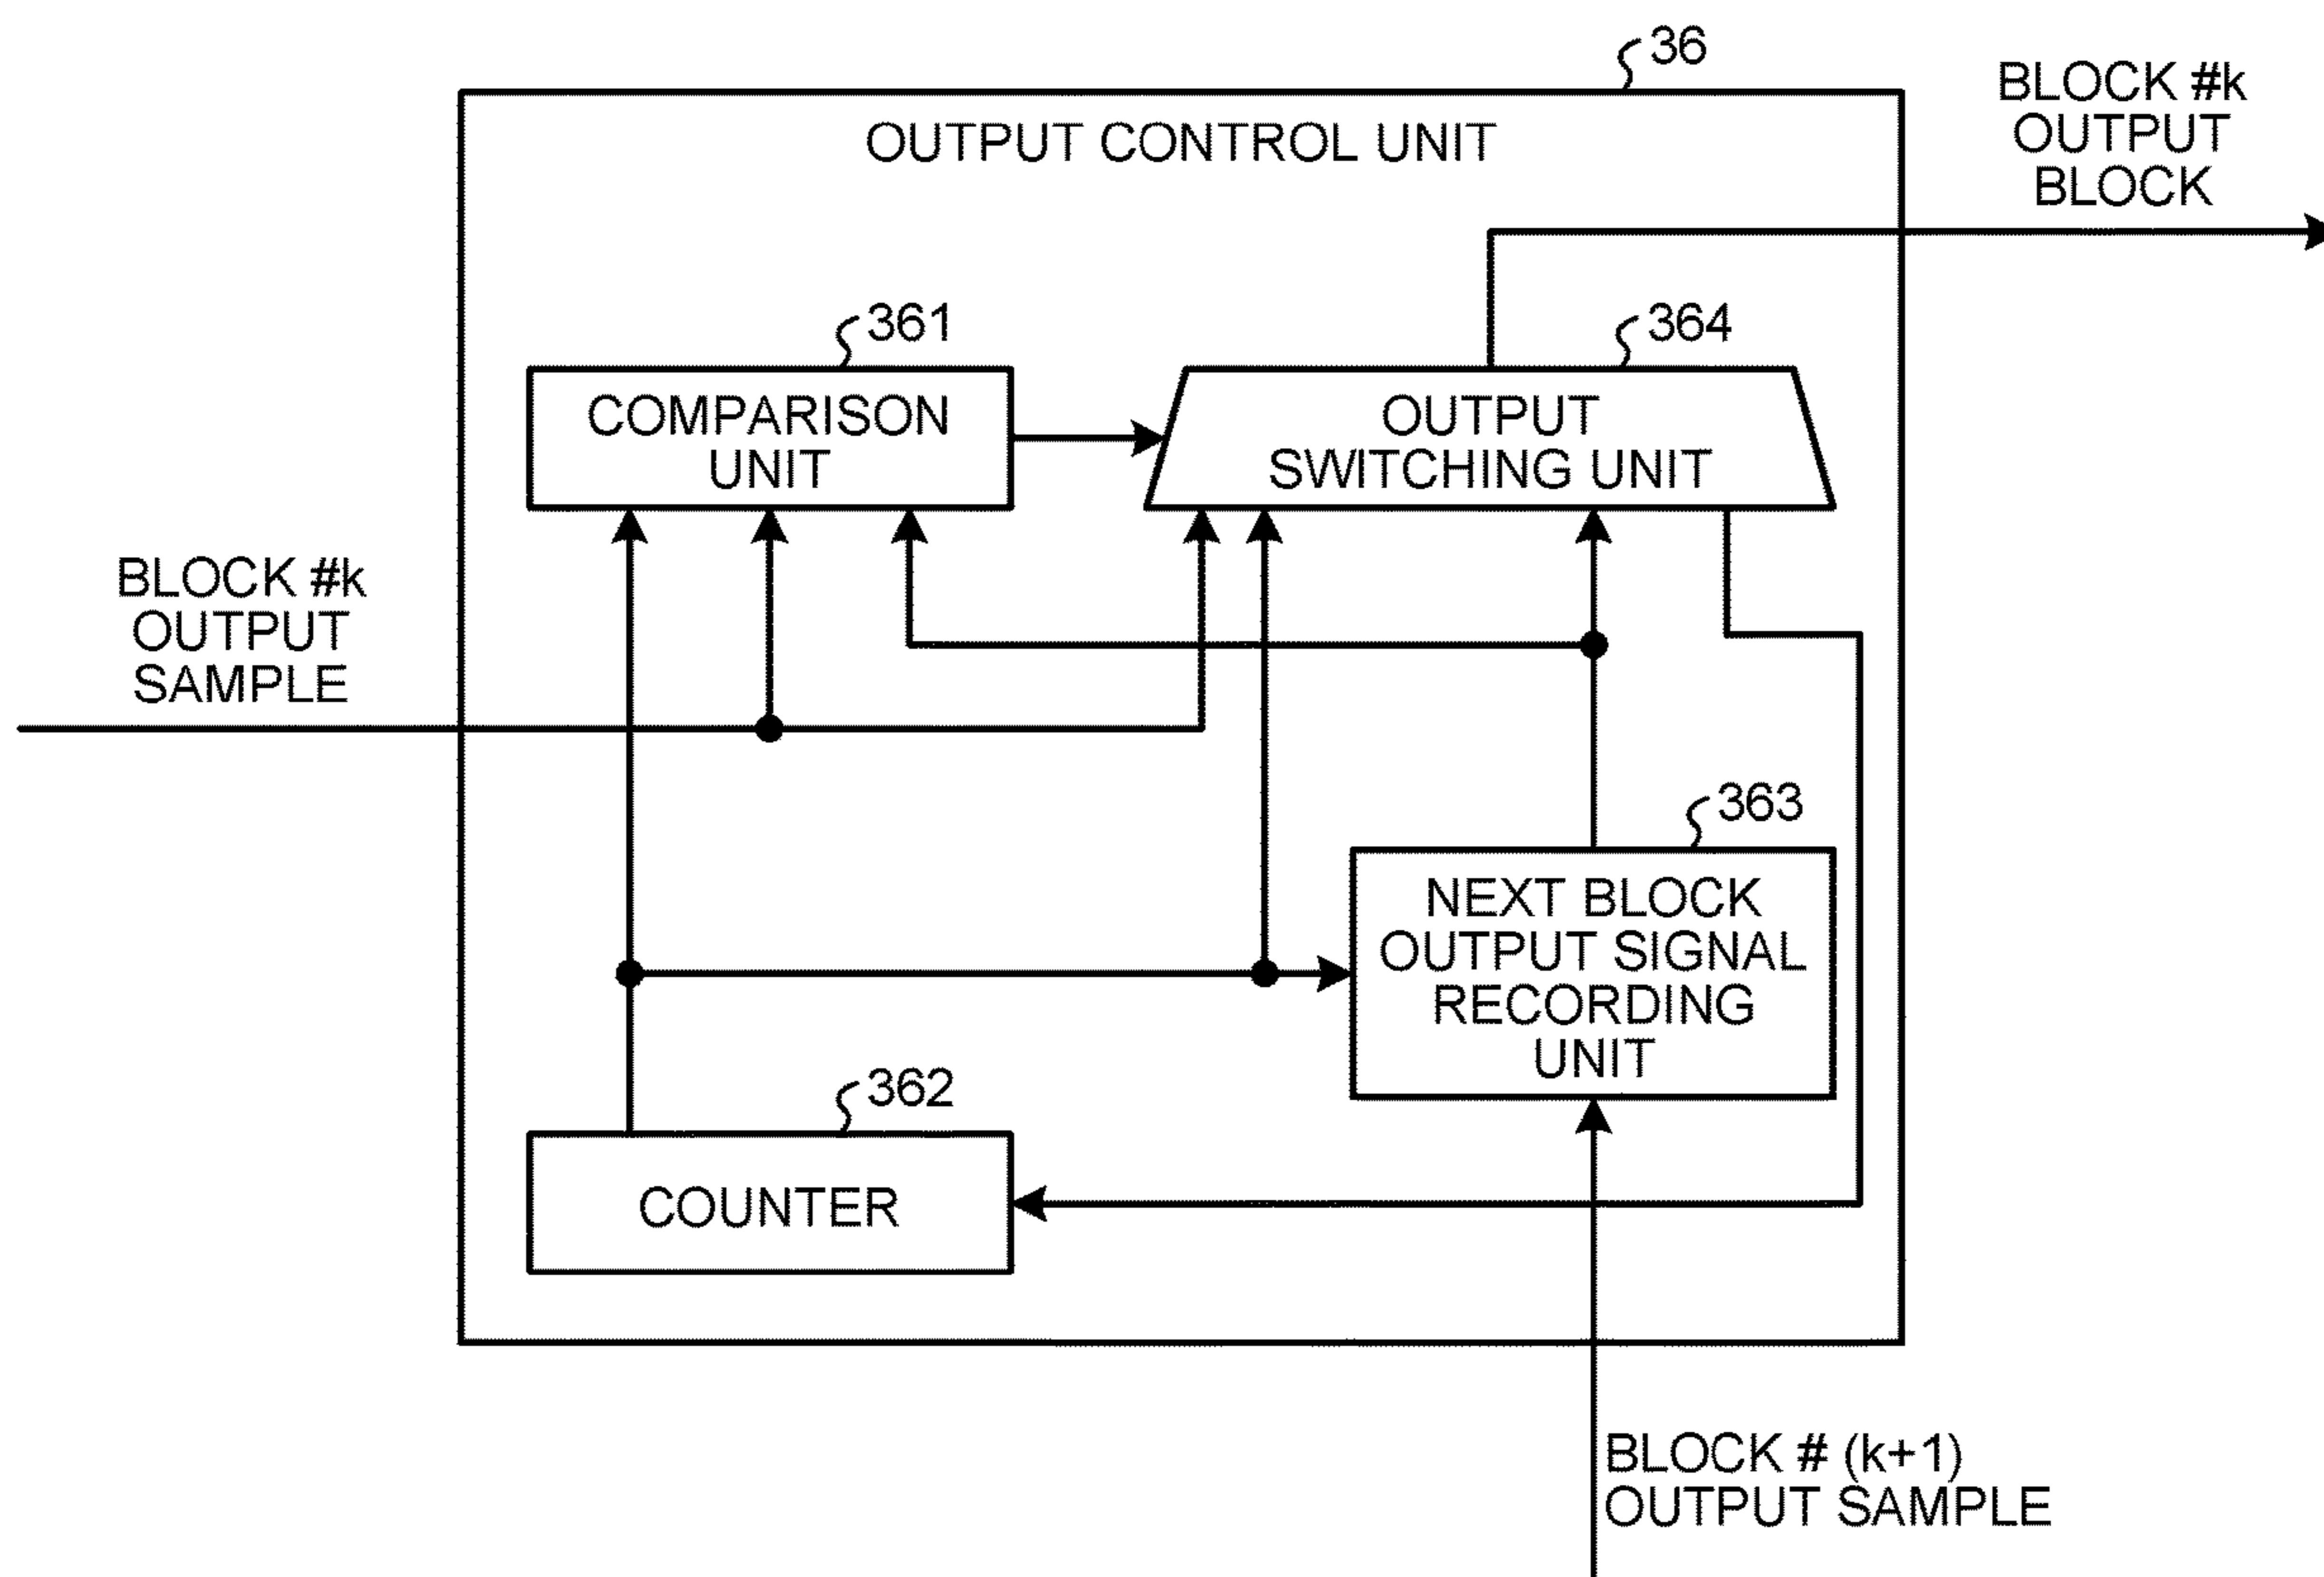 36
BLOCK #k
OUTPUT
BLOCK
OUTPUT CONTROL UNIT
361
364
COMPARISON
UNIT
OUTPUT
SWITCHING UNIT
BLOCK #k
OUTPUT
SAMPLE
363
NEXT BLOCK
OUTPUT SIGNAL
RECORDING
UNIT
362
COUNTER
BLOCK # (k+1)
OUTPUT SAMPLE